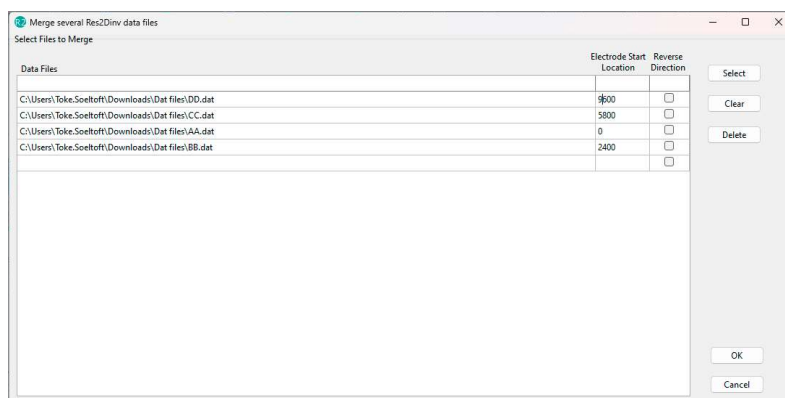 R2 Merge several Res2Dinv data files
Select Files to Merge
Data Files
Electrode Start Location
Reverse Direction
Select
C:\Users\Toke.Soeltoft\Downloads\Dat files\DD.dat 9600
Clear
C:\Users\Toke.Soeltoft\Downloads\Dat files\CC.dat 5800
C:\Users\Toke.Soeltoft\Downloads\Dat files\AA.dat 0
Delete
C:\Users\Toke.Soeltoft\Downloads\Dat files\BB.dat 2400
OK
Cancel